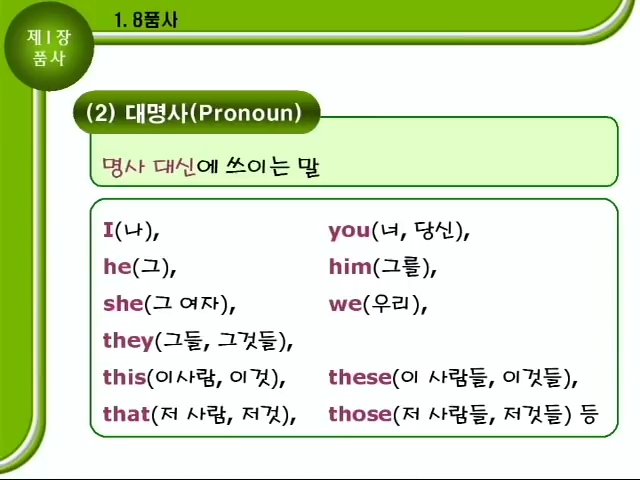 제1장
품사
1. 8품사
(2) 대명사(Pronoun)
명사 대신에 쓰이는 말
I(나), you(너, 당신),
he(그), him(그를),
she(그 여자), we(우리),
they(그들, 그것들),
this(이사람, 이것), these(이 사람들, 이것들),
that(저 사람, 저것), those(저 사람들, 저것들) 등